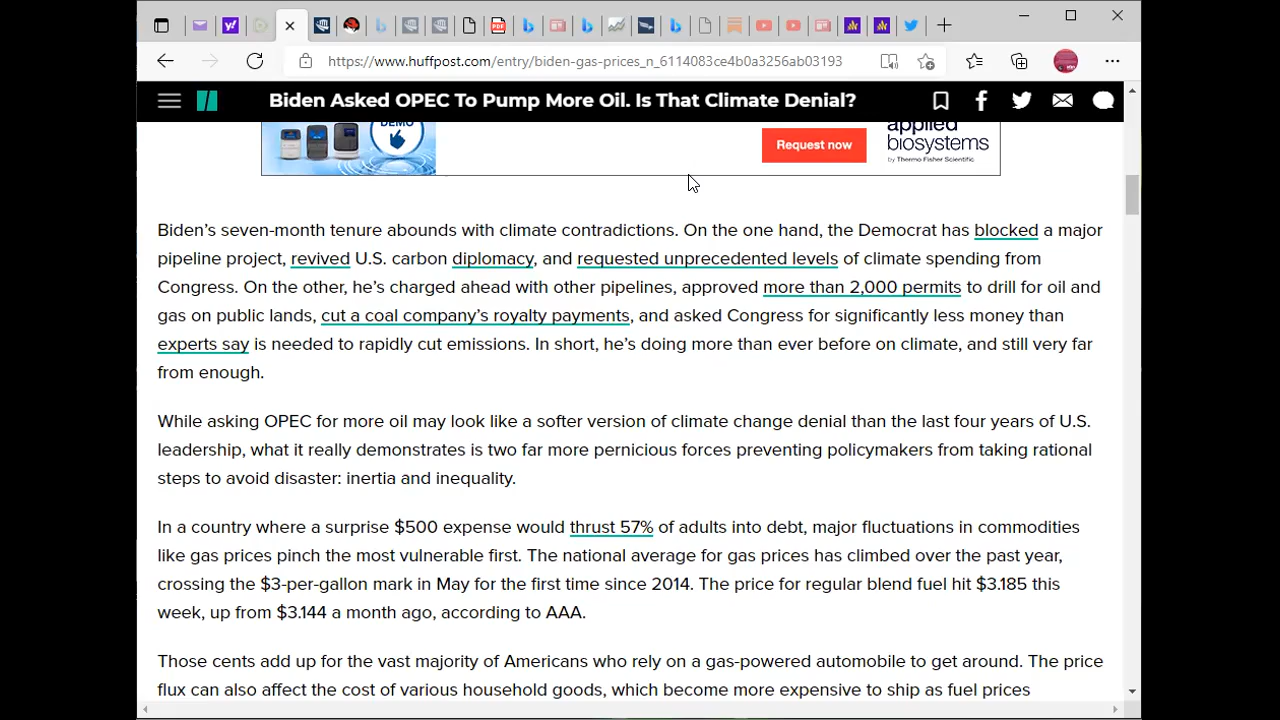 https://www.huffpost.com/entry/biden-gas-prices_n_6114083ce4b0a3256ab03193
Biden Asked OPEC To Pump More Oil. Is That Climate Denial?
DEMO
Request now
applied
biosystems
by Thermo Fisher Scientific
Biden’s seven-month tenure abounds with climate contradictions. On the one hand, the Democrat has blocked a major
pipeline project, revived U.S. carbon diplomacy, and requested unprecedented levels of climate spending from
Congress. On the other, he’s charged ahead with other pipelines, approved more than 2,000 permits to drill for oil and
gas on public lands, cut a coal company’s royalty payments, and asked Congress for significantly less money than
experts say is needed to rapidly cut emissions. In short, he’s doing more than ever before on climate, and still very far
from enough.
While asking OPEC for more oil may look like a softer version of climate change denial than the last four years of U.S.
leadership, what it really demonstrates is two far more pernicious forces preventing policymakers from taking rational
steps to avoid disaster: inertia and inequality.
In a country where a surprise $500 expense would thrust 57% of adults into debt, major fluctuations in commodities
like gas prices pinch the most vulnerable first. The national average for gas prices has climbed over the past year,
crossing the $3-per-gallon mark in May for the first time since 2014. The price for regular blend fuel hit $3.185 this
week, up from $3.144 a month ago, according to AAA.
Those cents add up for the vast majority of Americans who rely on a gas-powered automobile to get around. The price
flux can also affect the cost of various household goods, which become more expensive to ship as fuel prices